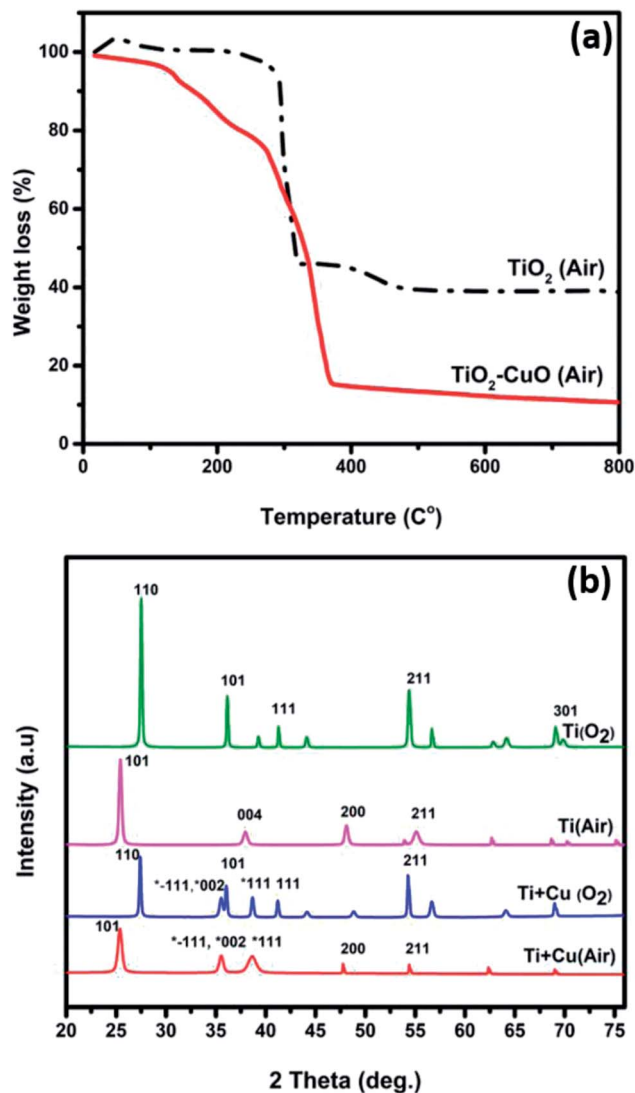 (a)
100
80
60
40
20
0
Weight loss (%)
TiO2 (Air)
TiO2-CuO (Air)
0 200 400 600 800
Temperature (C°)
(b)
110
101
111
211
301
Ti(O2)
101
004
200
211
Ti(Air)
110
*-111,*002
101
*111
111
211
Ti+Cu (O2)
101
*-111, *002
*111
200
211
Ti+Cu(Air)
Intensity (a.u)
20 25 30 35 40 45 50 55 60 65 70 75
2 Theta (deg.)